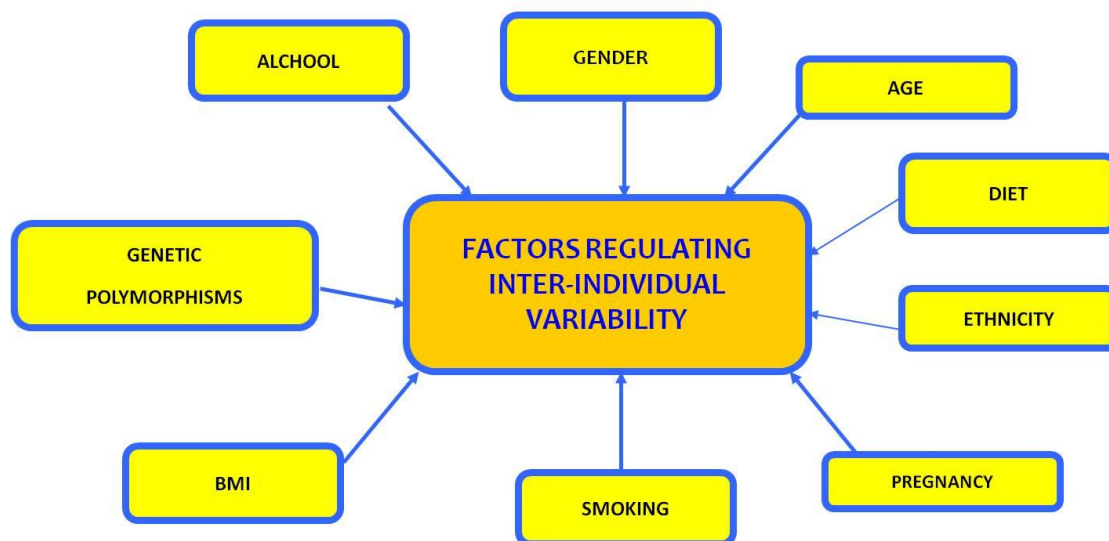 ALCHOOL
GENDER
AGE
DIET
GENETIC
POLYMORPHISMS
FACTORS REGULATING
INTER-INDIVIDUAL
VARIABILITY
ETHNICITY
BMI
SMOKING
PREGNANCY